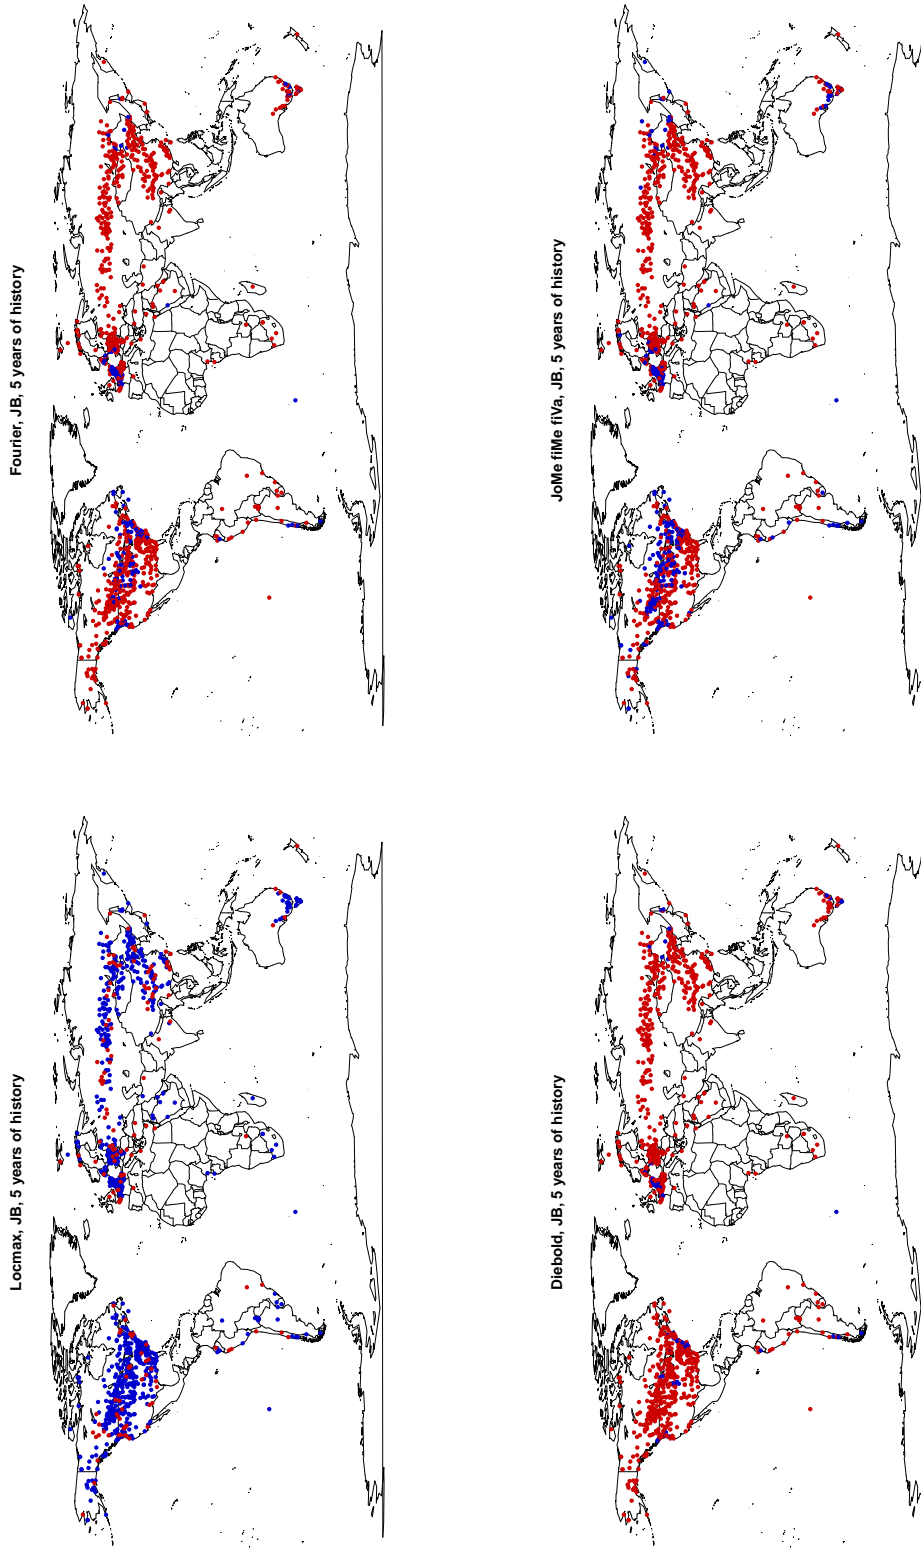 Locmax, JB, 5 years of history
Fourier, JB, 5 years of history
Diebold, JB, 5 years of history
JoMe fiMe fiVa, JB, 5 years of history